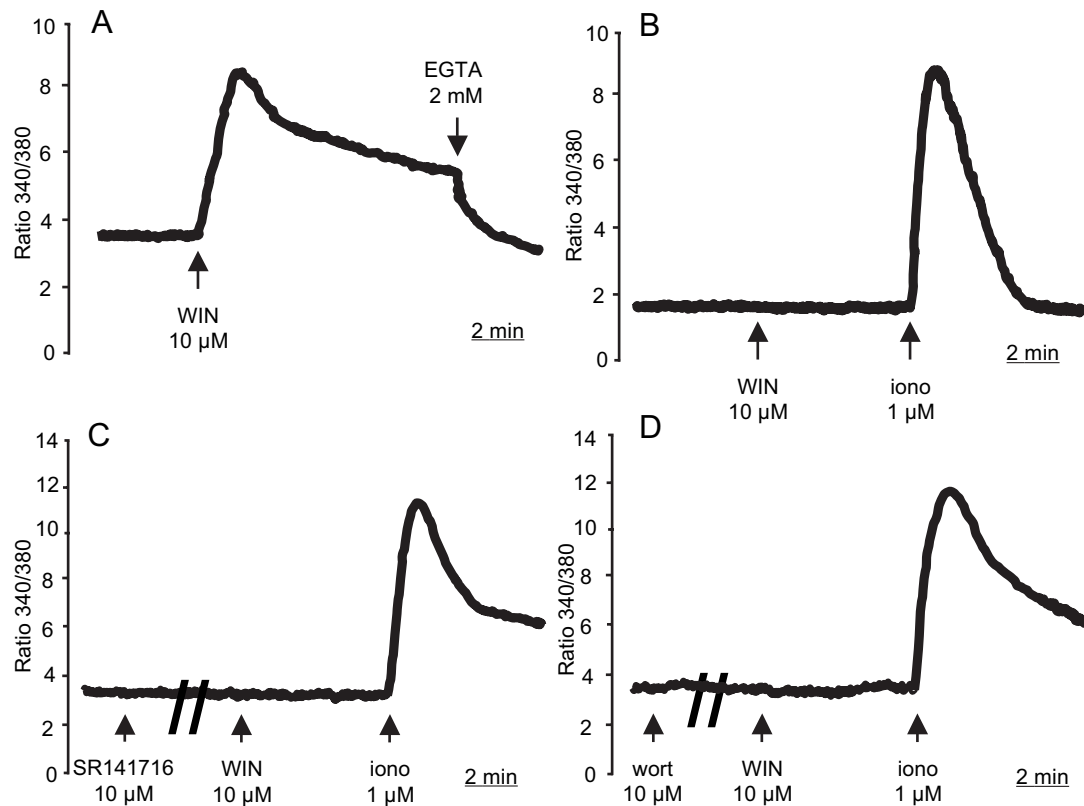 A
Ratio 340/380
10
8
6
4
2
0
EGTA
2 mM
WIN
10 µM
2 min
B
Ratio 340/380
10
8
6
4
2
0
WIN
10 µM
iono
1 µM
2 min
C
Ratio 340/380
14
12
10
8
6
4
2
0
SR141716
10 µM
WIN
10 µM
iono
1 µM
2 min
D
Ratio 340/380
14
12
10
8
6
4
2
0
wort
10 µM
WIN
10 µM
iono
1 µM
2 min